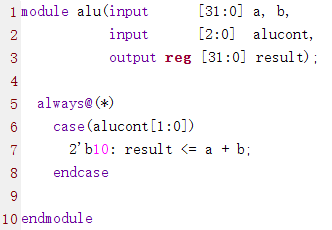 1 module alu(input      [31:0] a, b,
2            input      [2:0]  alucont,
3            output reg [31:0] result);
4
5   always@(*)
6     case(alucont[1:0])
7       2'b10: result <= a + b;
8     endcase
9
10 endmodule